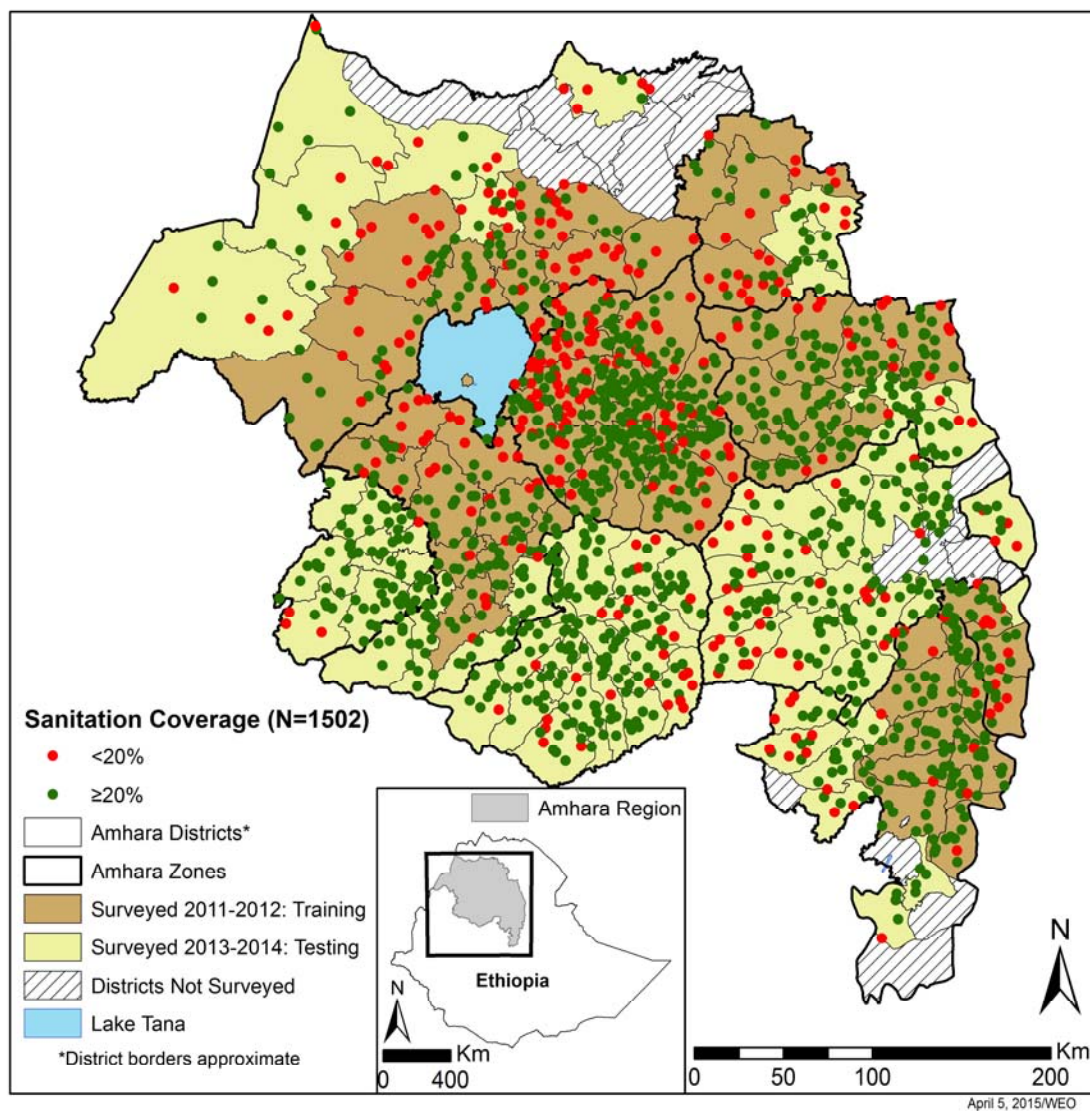 Sanitation Coverage (N=1502)
<20%
≥20%
Amhara Districts*
Amhara Zones
Surveyed 2011-2012: Training
Surveyed 2013-2014: Testing
Districts Not Surveyed
Lake Tana
*District borders approximate
Amhara Region
Ethiopia
N
Km
400
N
Km
0 50 100 200
April 5, 2015/WEO